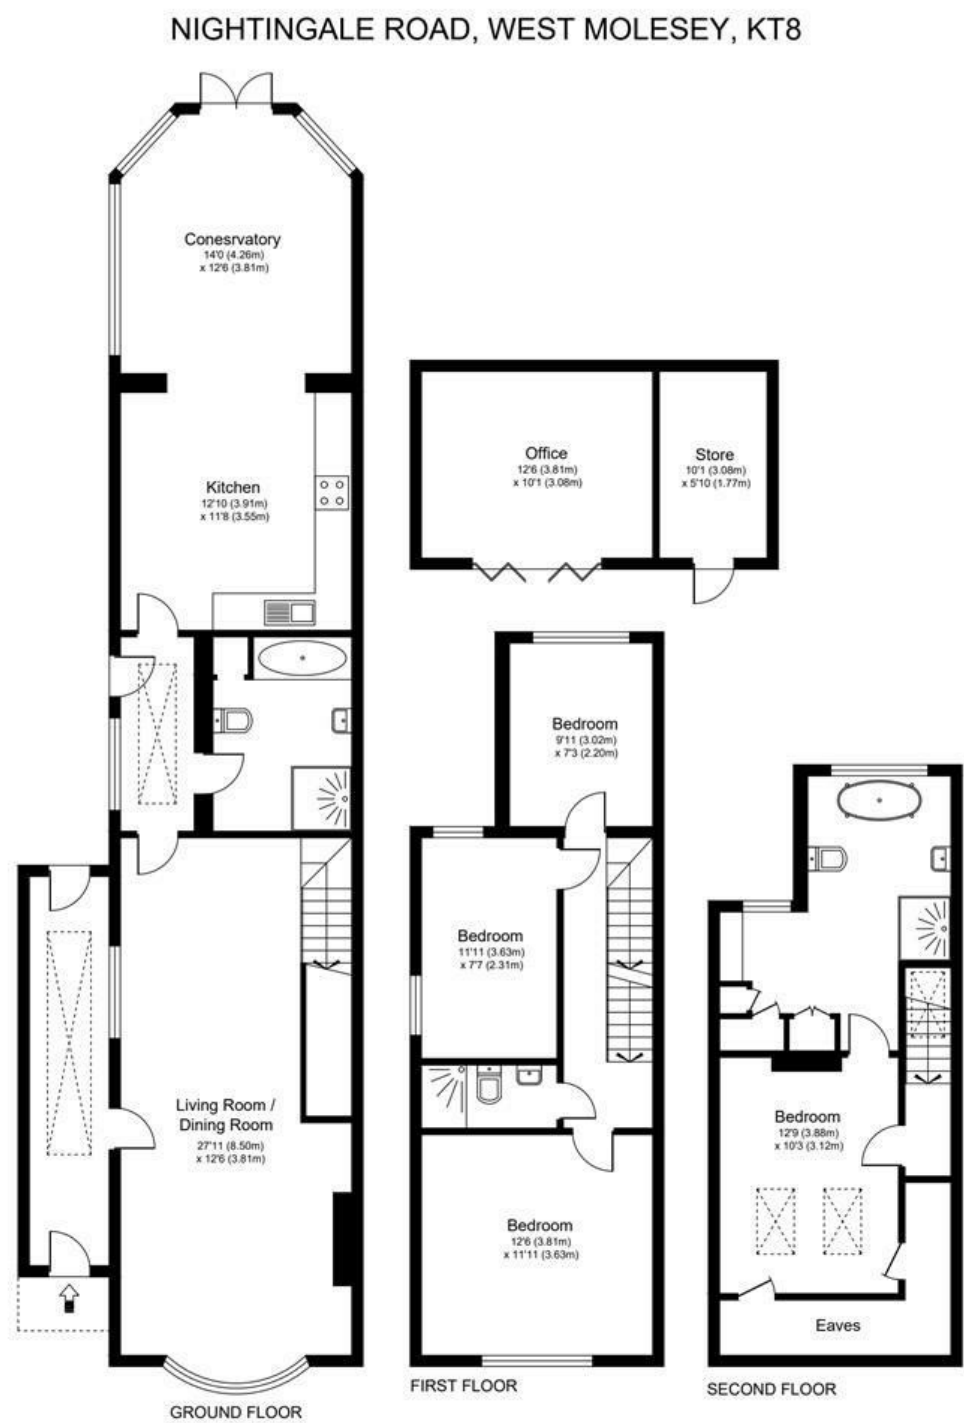 NIGHTINGALE ROAD, WEST MOLESEY, KT8
Conesrvatory
14'0 (4.26m)
x 12'6 (3.81m)
Kitchen
12'10 (3.91m)
x 11'8 (3.55m)
Office
12'6 (3.81m)
x 10'1 (3.08m)
Store
10'1 (3.08m)
x 5'10 (1.77m)
Living Room /
Dining Room
27'11 (8.50m)
x 12'6 (3.81m)
GROUND FLOOR
Bedroom
9'11 (3.02m)
x 7'3 (2.20m)
Bedroom
11'11 (3.63m)
x 7'7 (2.31m)
Bedroom
12'6 (3.81m)
x 11'11 (3.63m)
FIRST FLOOR
Bedroom
12'9 (3.88m)
x 10'3 (3.12m)
Eaves
SECOND FLOOR